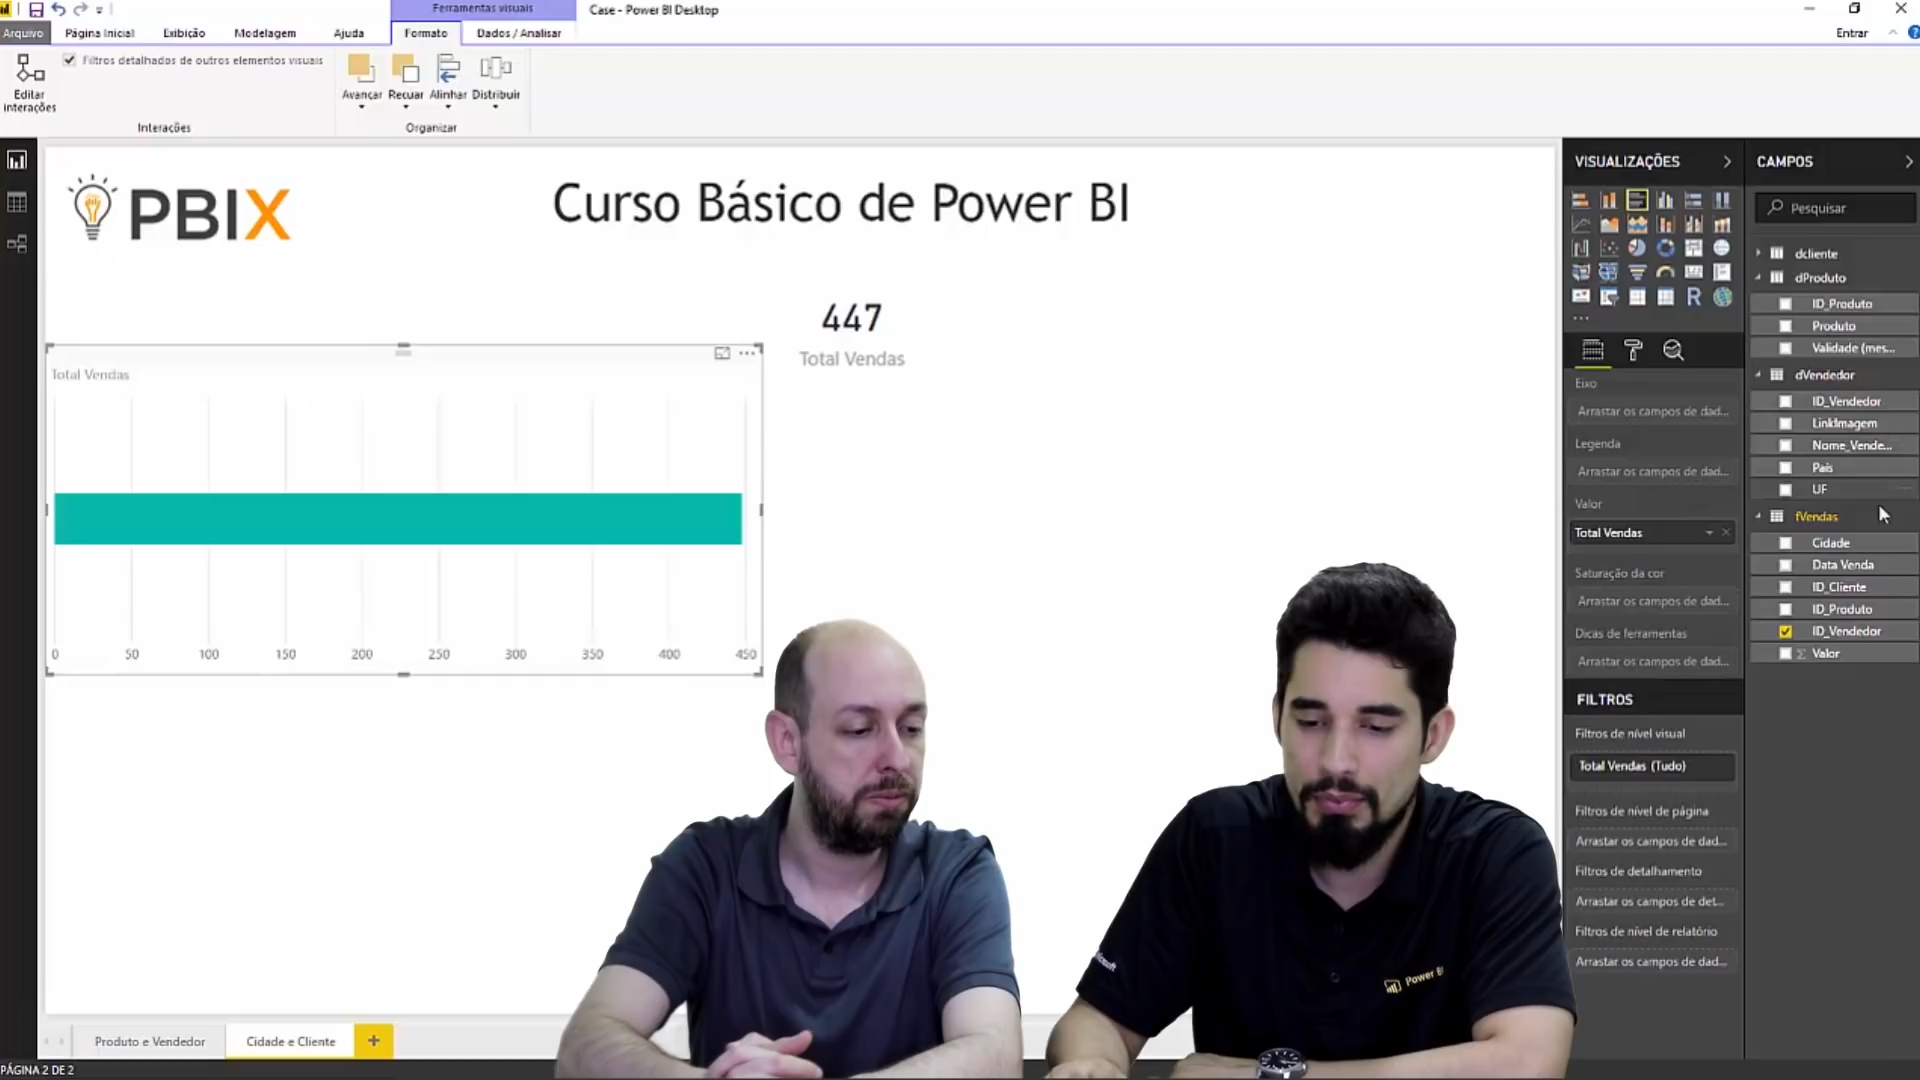 Ferramentas visuais
Case - Power BI Desktop
Arquivo
Página Inicial
Exibição
Modelagem
Ajuda
Formato
Dados / Analisar
Entrar
Editar
interações
Filtros detalhados de outros elementos visuais
Avançar
Recuar
Alinhar
Distribuir
Interações
Organizar
PBIX
Curso Básico de Power BI
447
Total Vendas
Total Vendas
0
50
100
150
200
250
300
350
400
450
VISUALIZAÇÕES
R
Eixo
Arrastar os campos de dad...
Legenda
Arrastar os campos de dad...
Valor
Total Vendas
Saturação da cor
Arrastar os campos de dad...
Dicas de ferramentas
Arrastar os campos de dad...
FILTROS
Filtros de nível visual
Total Vendas (Tudo)
Filtros de nível de página
Arrastar os campos de dad...
Filtros de detalhamento
Arrastar os campos de det...
Filtros de nível de relatório
Arrastar os campos de dad...
CAMPOS
Pesquisar
dcliente
dProduto
ID_Produto
Produto
Validade (mes...
dVendedor
ID_Vendedor
LinkImagem
Nome_Vende...
Pais
UF
fVendas
Cidade
Data Venda
ID_Cliente
ID_Produto
ID_Vendedor
Σ Valor
Power BI
Produto e Vendedor
Cidade e Cliente
+
PÁGINA 2 DE 2